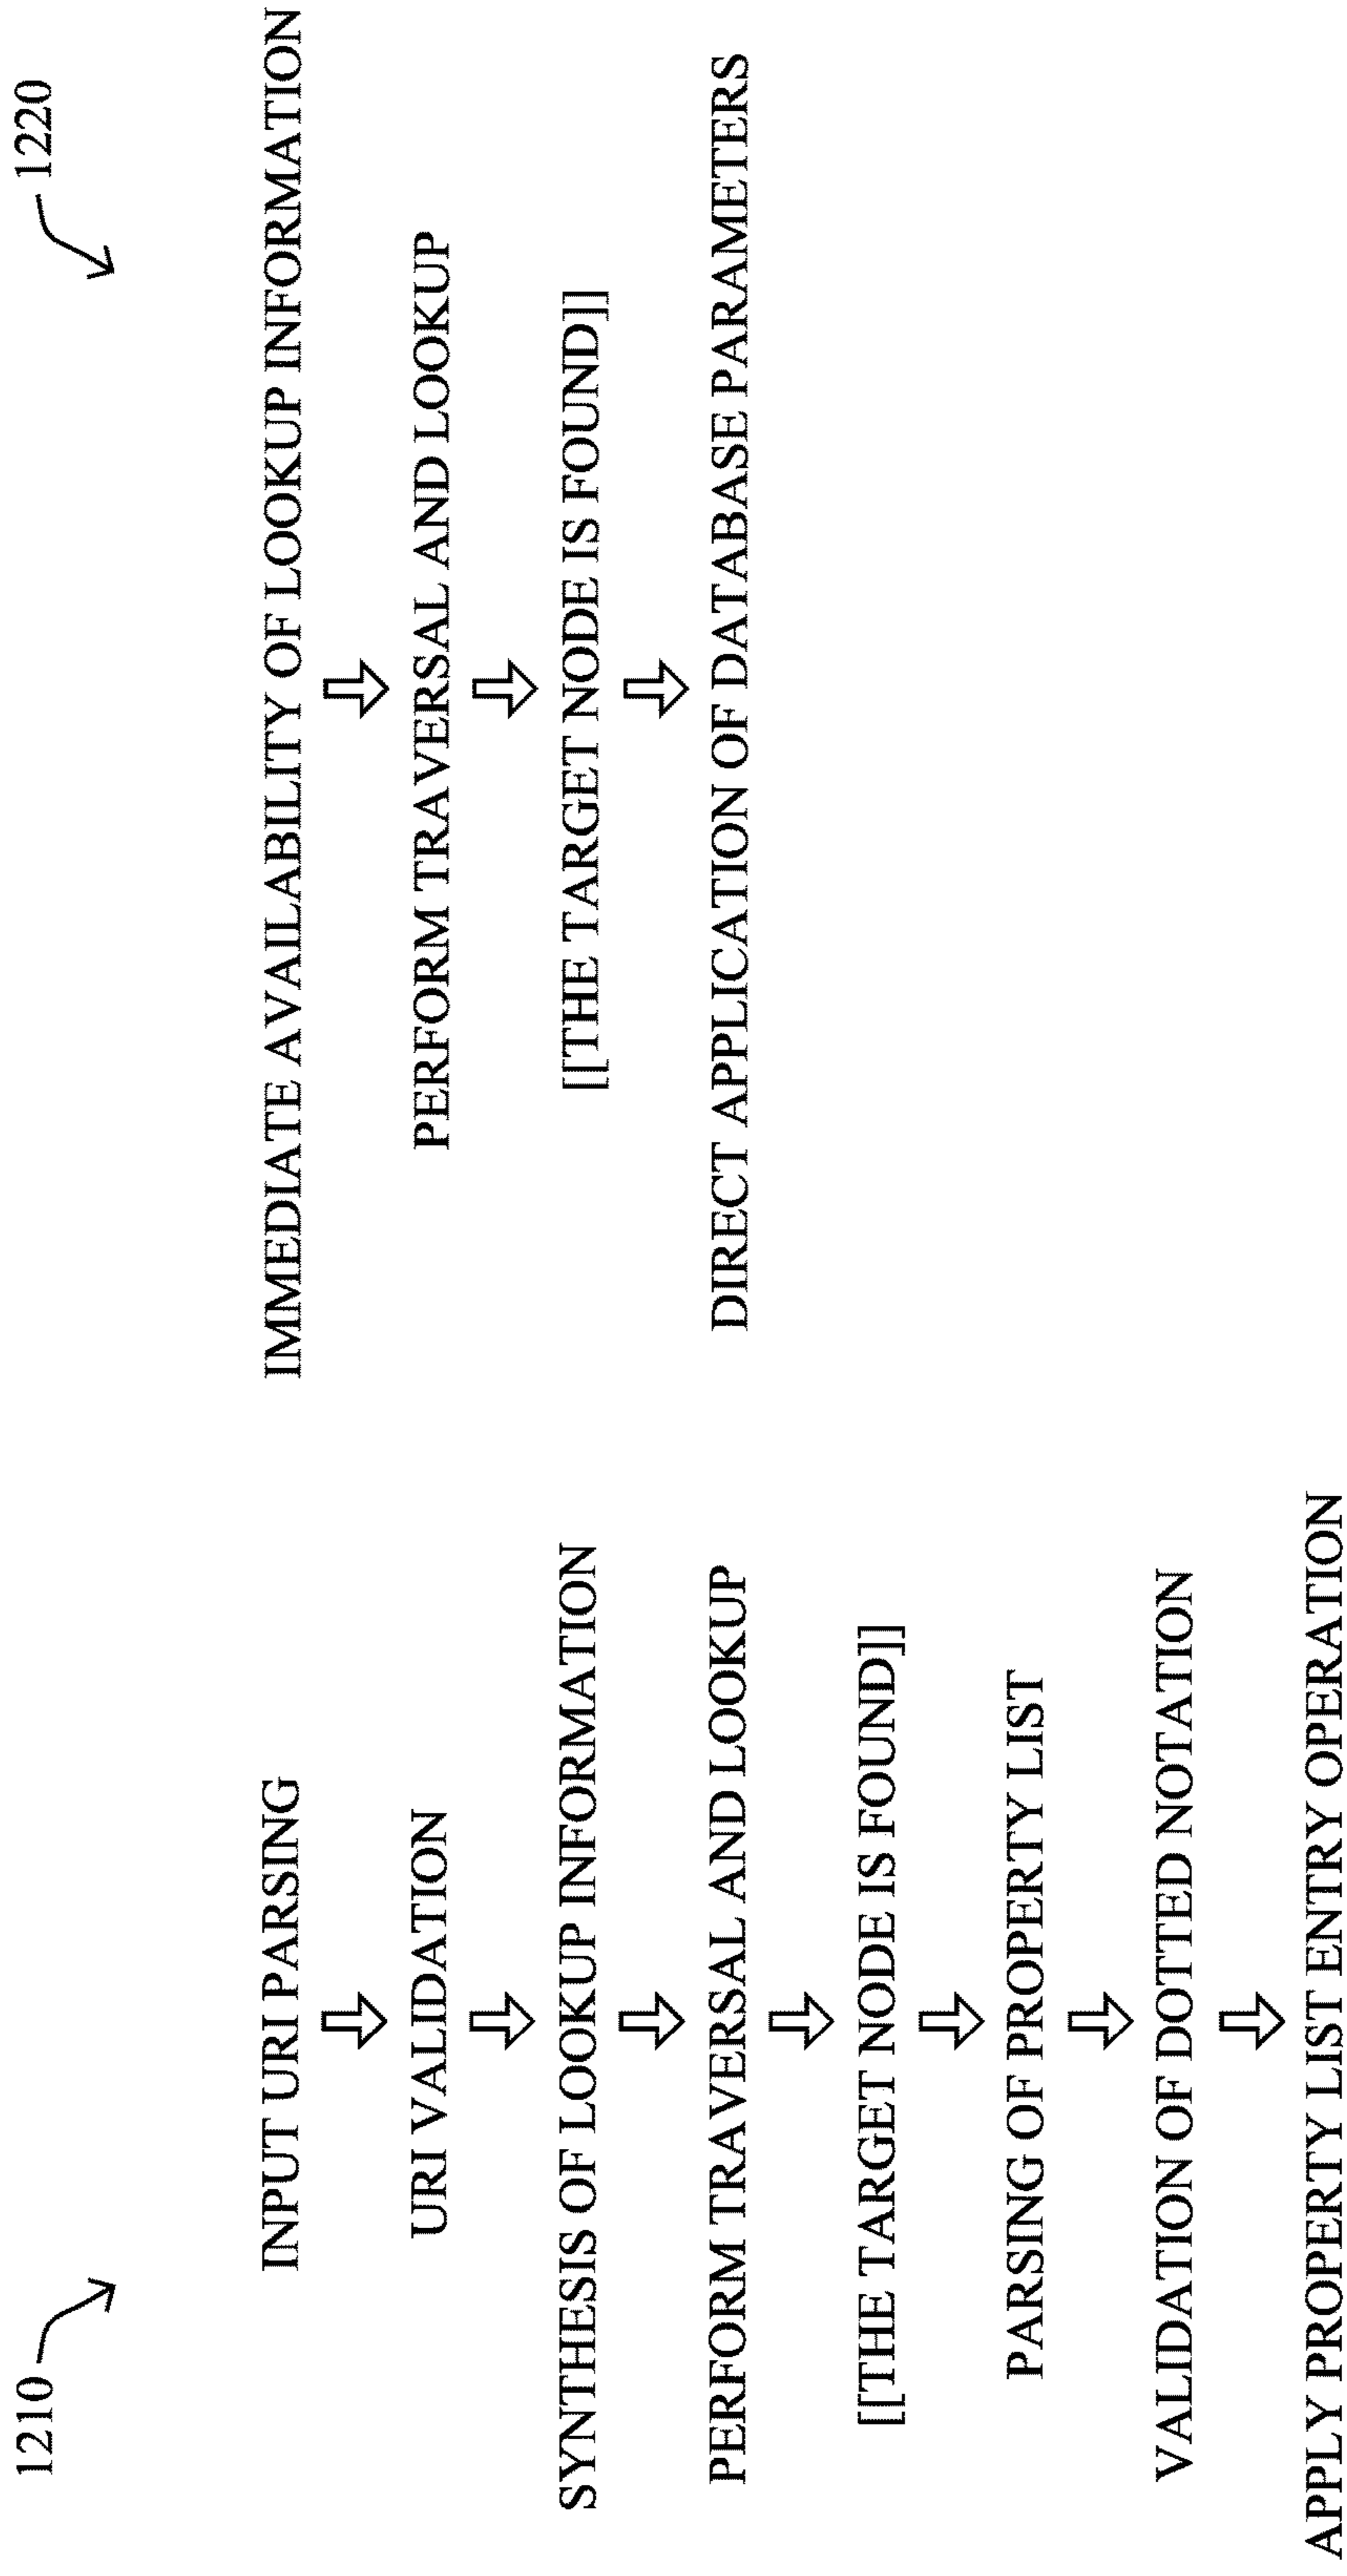 1210
INPUT URI PARSING
URI VALIDATION
SYNTHESIS OF LOOKUP INFORMATION
PERFORM TRAVERSAL AND LOOKUP
[[THE TARGET NODE IS FOUND]]
PARSING OF PROPERTY LIST
VALIDATION OF DOTTED NOTATION
APPLY PROPERTY LIST ENTRY OPERATION
1220
IMMEDIATE AVAILABILITY OF LOOKUP INFORMATION
PERFORM TRAVERSAL AND LOOKUP
[[THE TARGET NODE IS FOUND]]
DIRECT APPLICATION OF DATABASE PARAMETERS